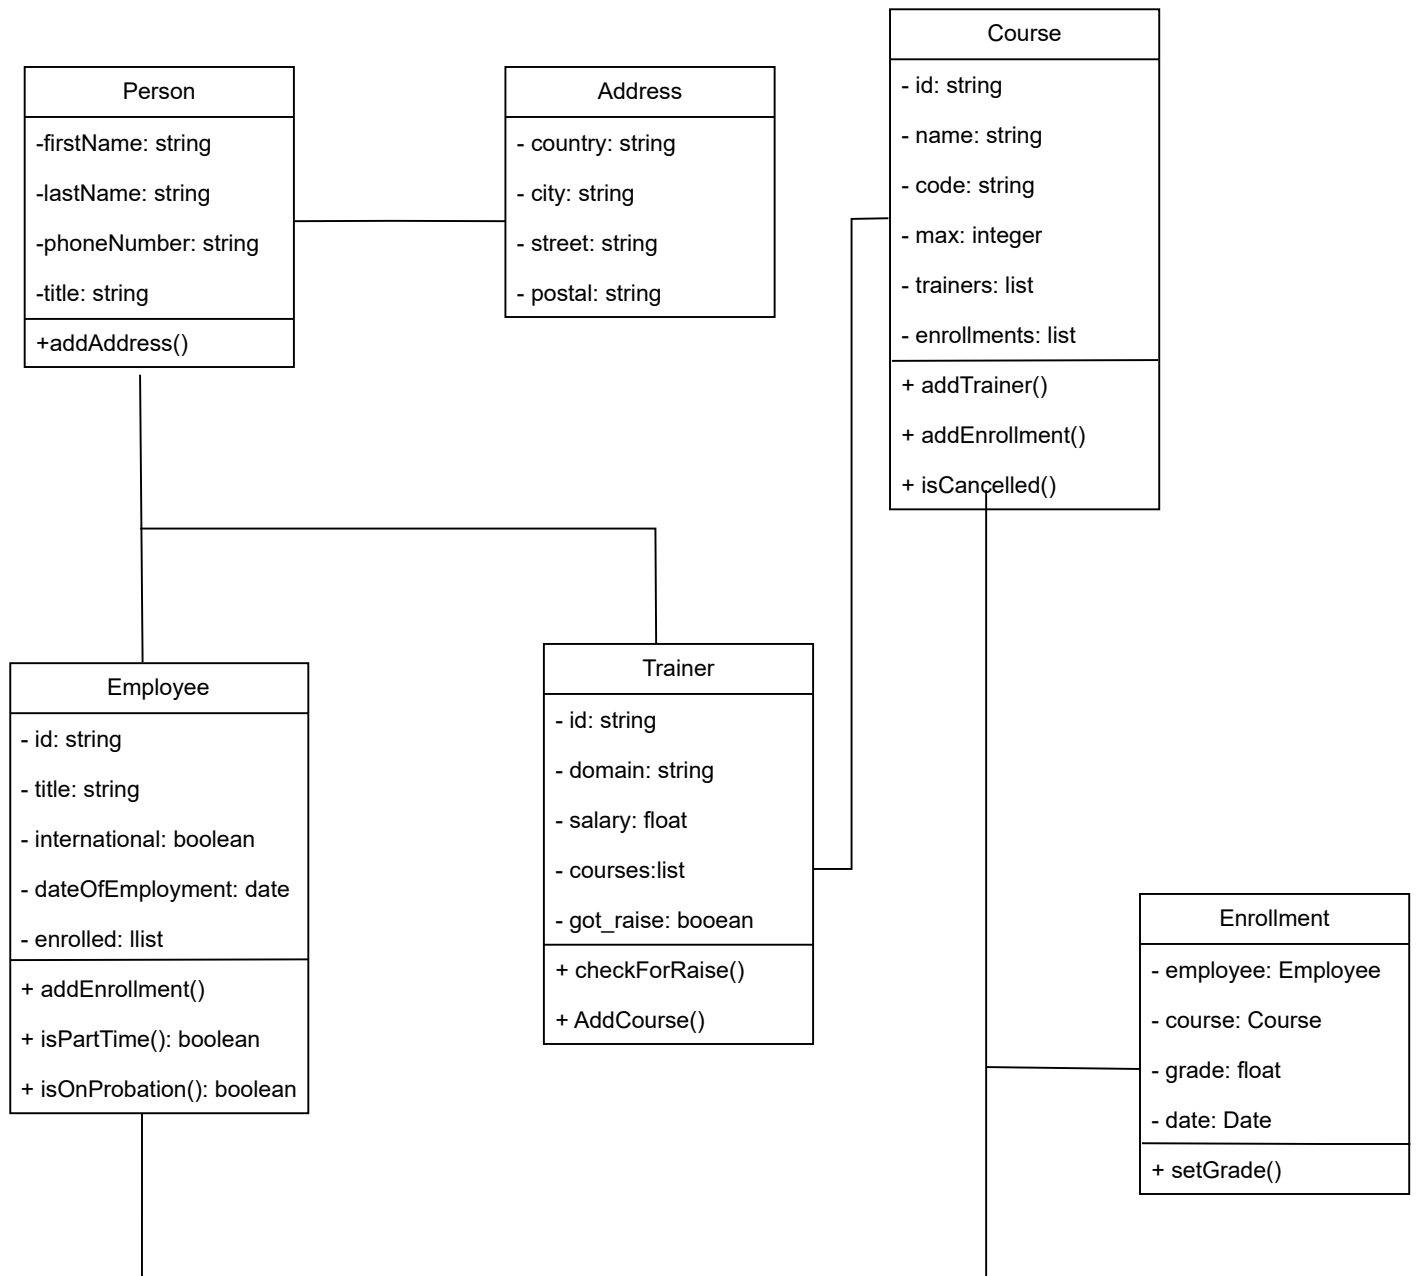 Person
-firstName: string
-lastName: string
-phoneNumber: string
-title: string
+addAddress()
Address
- country: string
- city: string
- street: string
- postal: string
Course
- id: string
- name: string
- code: string
- max: integer
- trainers: list
- enrollments: list
+ addTrainer()
+ addEnrollment()
+ isCancelled()
Employee
- id: string
- title: string
- international: boolean
- dateOfEmployment: date
- enrolled: llist
+ addEnrollment()
+ isPartTime(): boolean
+ isOnProbation(): boolean
Trainer
- id: string
- domain: string
- salary: float
- courses:list
- got_raise: booean
+ checkForRaise()
+ AddCourse()
Enrollment
- employee: Employee
- course: Course
- grade: float
- date: Date
+ setGrade()